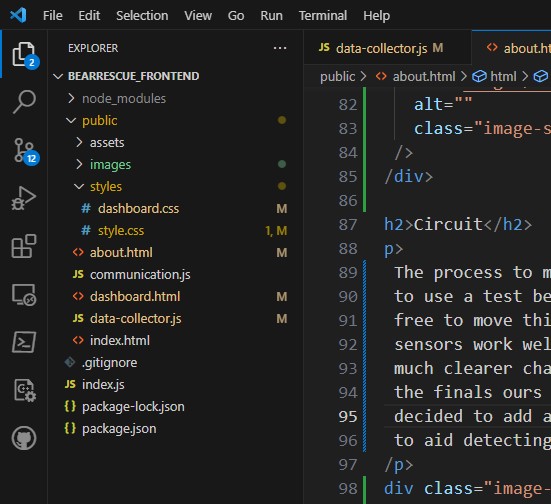 File Edit Selection View Go Run Terminal Help
EXPLORER
BEARRESCUE_FRONTEND
node_modules
public
assets
images
styles
# dashboard.css M
# style.css 1, M
<> about.html M
JS communication.js
<> dashboard.html M
JS data-collector.js M
<> index.html
.gitignore
JS index.js
{} package-lock.json
{} package.json
2
12
JS data-collector.js M <> about.ht
public > <> about.html > html >
82 alt=""
83 class="image-s
84 />
85 /div>
86
87 h2>Circuit</h2>
88 p>
89 The process to m
90 to use a test be
91 free to move thi
92 sensors work wel
93 much clearer cha
94 the finals ours
95 decided to add a
96 to aid detecting
97 /p>
98 div class="image-